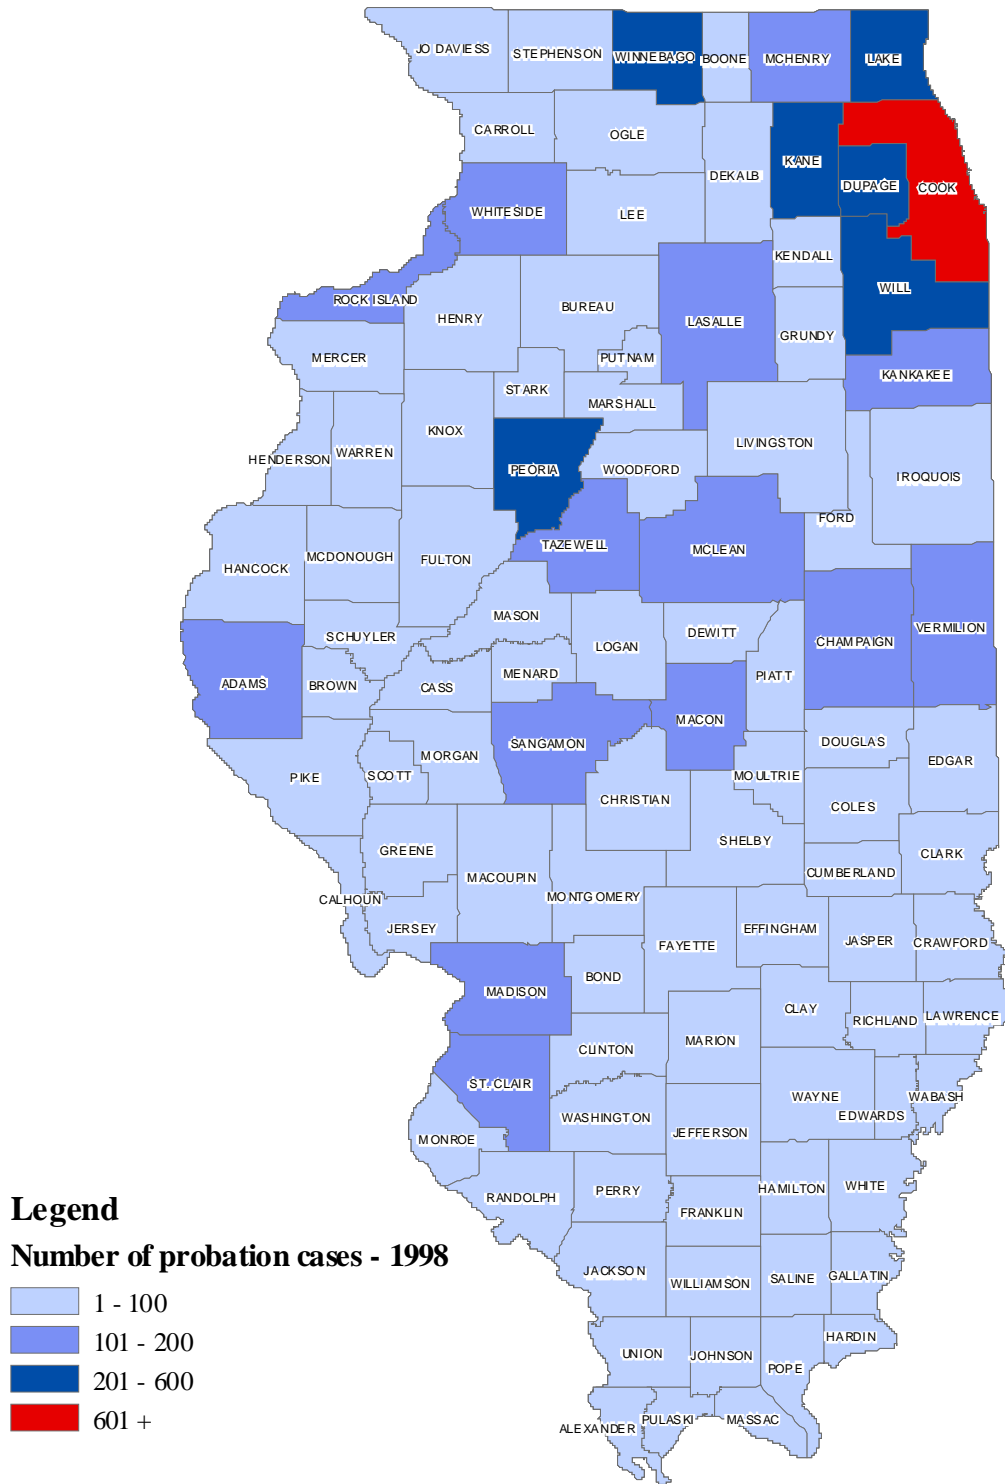 JO DAVIESS
STEPHENSON
WINNEBAGO
BOONE
MCHENRY
LAKE
CARROLL
OGLE
DEKALB
KANE
DUPAGE
COOK
WHITESIDE
LEE
KENDALL
WILL
ROCK ISLAND
HENRY
BUREAU
LASALLE
GRUNDY
MERCER
PUTNAM
KANKAKEE
STARK
MARSHALL
HENDERSON
WARREN
KNOX
PEORIA
WOODFORD
LIVINGSTON
IROQUOIS
FORD
HANCOCK
MCDONOUGH
FULTON
TAZEWELL
MCLEAN
SCHUYLER
MASON
LOGAN
DEWITT
PIATT
CHAMPAIGN
VERMILION
ADAMS
BROWN
CASS
MENARD
MACON
SANGAMON
DOUGLAS
EDGAR
PIKE
SCOTT
MORGAN
CHRISTIAN
MOULTRIE
COLES
GREENE
MACOUPIN
MONTGOMERY
SHELBY
CUMBERLAND
CLARK
CALHOUN
JERSEY
FAYETTE
EFFINGHAM
JASPER
CRAWFORD
MADISON
BOND
CLAY
RICHLAND
LAWRENCE
ST. CLAIR
CLINTON
MARION
WAYNE
EDWARDS
WABASH
MONROE
WASHINGTON
JEFFERSON
RANDOLPH
PERRY
FRANKLIN
HAMILTON
WHITE
JACKSON
WILLIAMSON
SALINE
GALLATIN
UNION
JOHNSON
POPE
HARDIN
ALEXANDER
PULASKI
MASSAC
Legend
Number of probation cases - 1998
1 - 100
101 - 200
201 - 600
601 +